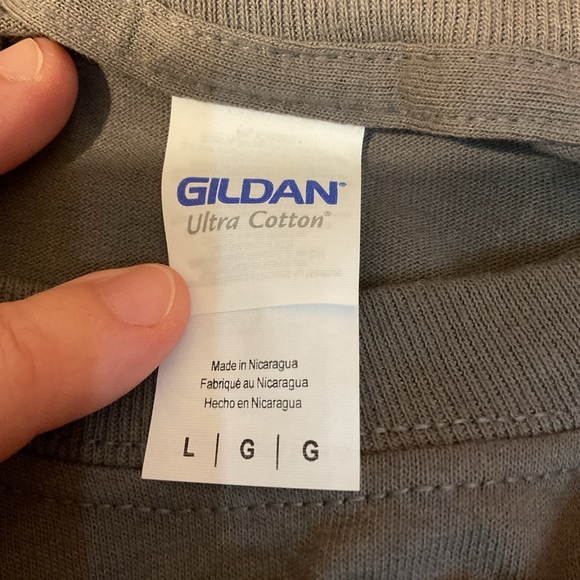 GILDAN®
Ultra Cotton®
Made in Nicaragua
Fabriqué au Nicaragua
Hecho en Nicaragua
L | G | G